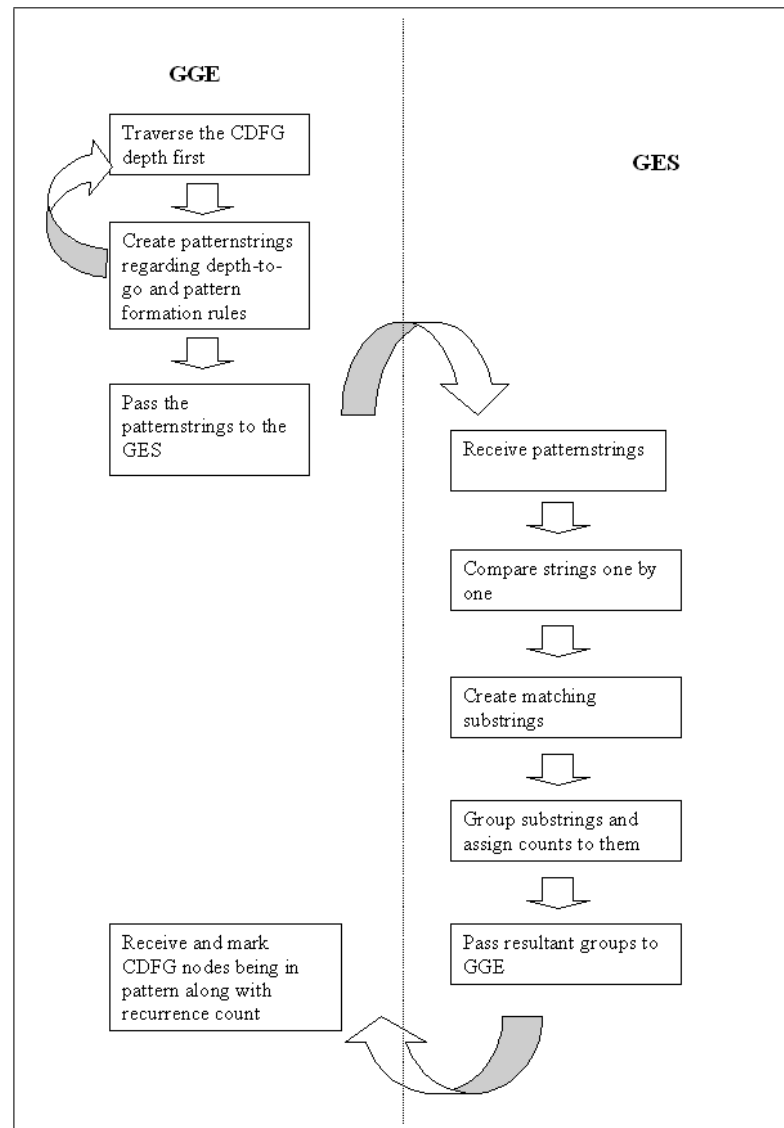 GGE
Traverse the CDFG
depth first
Create patternstrings
regarding depth-to-
go and pattern
formation rules
Pass the
patternstrings to the
GES
GES
Receive patternstrings
Compare strings one by
one
Create matching
substrings
Group substrings and
assign counts to them
Pass resultant groups to
GGE
Receive and mark
CDFG nodes being in
pattern along with
recurrence count